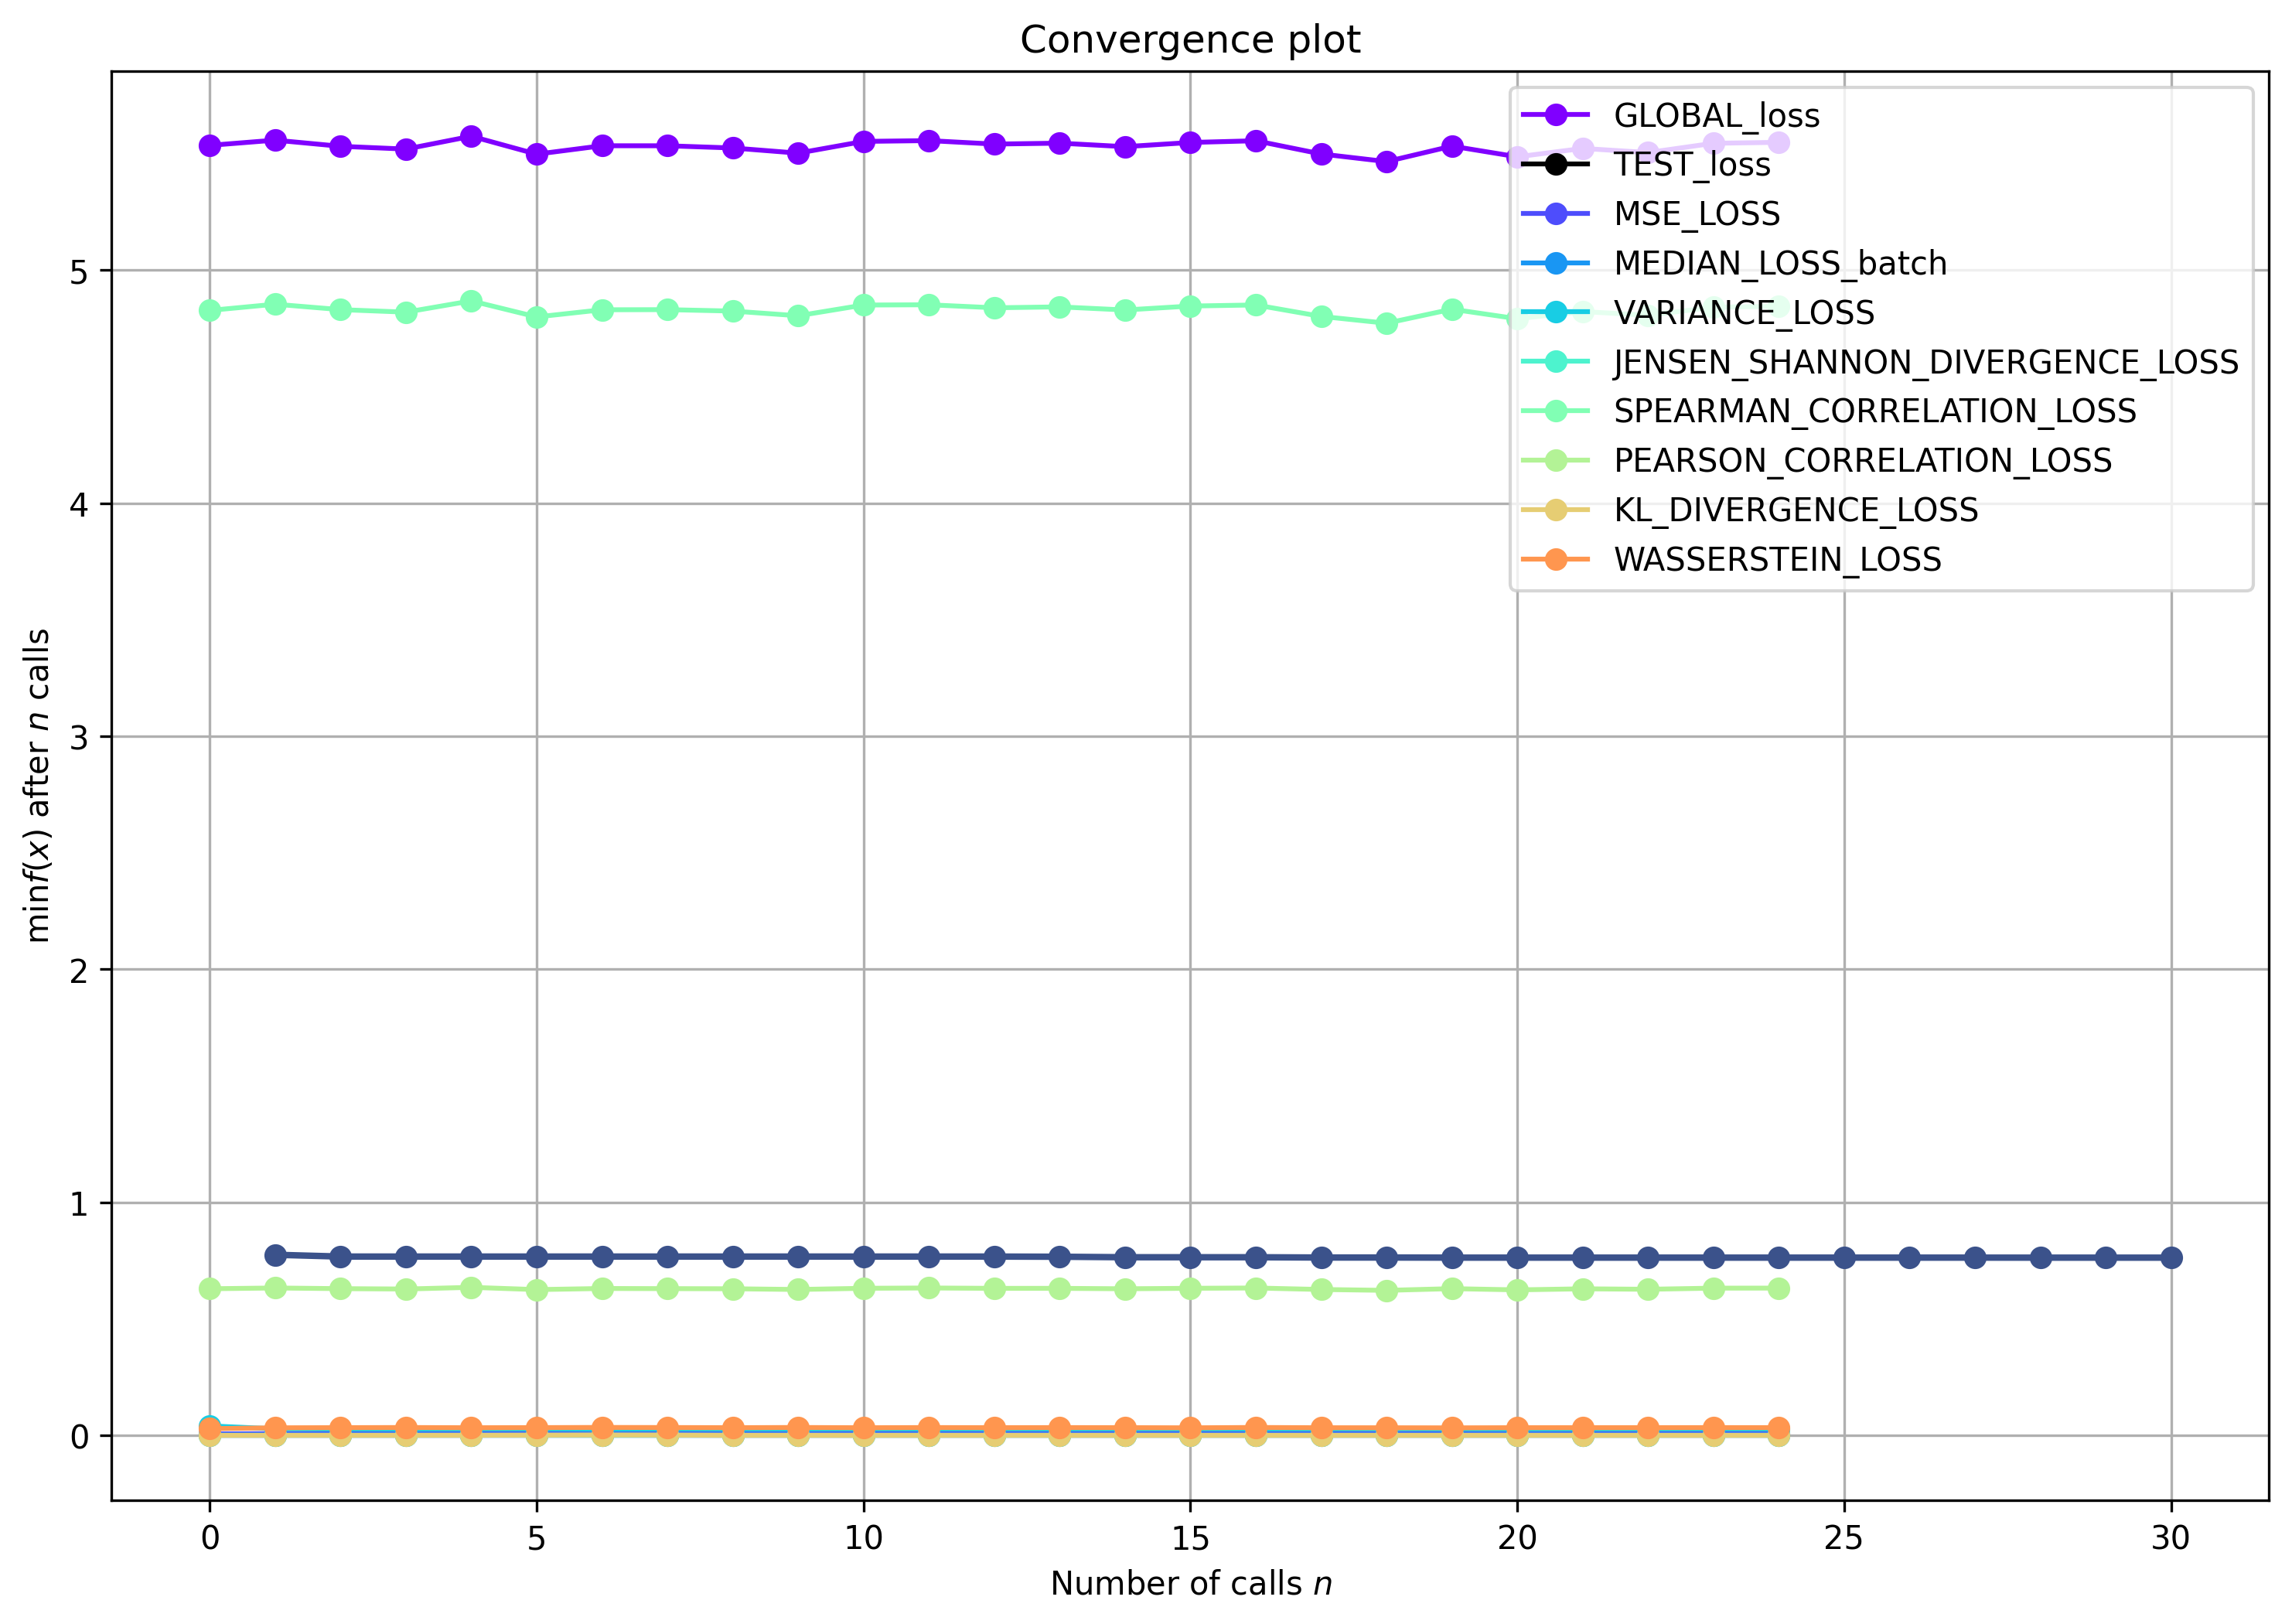 Convergence plot
GLOBAL_loss
TEST_loss
MSE_LOSS
MEDIAN_LOSS_batch
VARIANCE_LOSS
JENSEN_SHANNON_DIVERGENCE_LOSS
SPEARMAN_CORRELATION_LOSS
PEARSON_CORRELATION_LOSS
KL_DIVERGENCE_LOSS
WASSERSTEIN_LOSS
5
4
3
2
1
0
min f(x) after n calls
0 5 10 15 20 25 30
Number of calls n